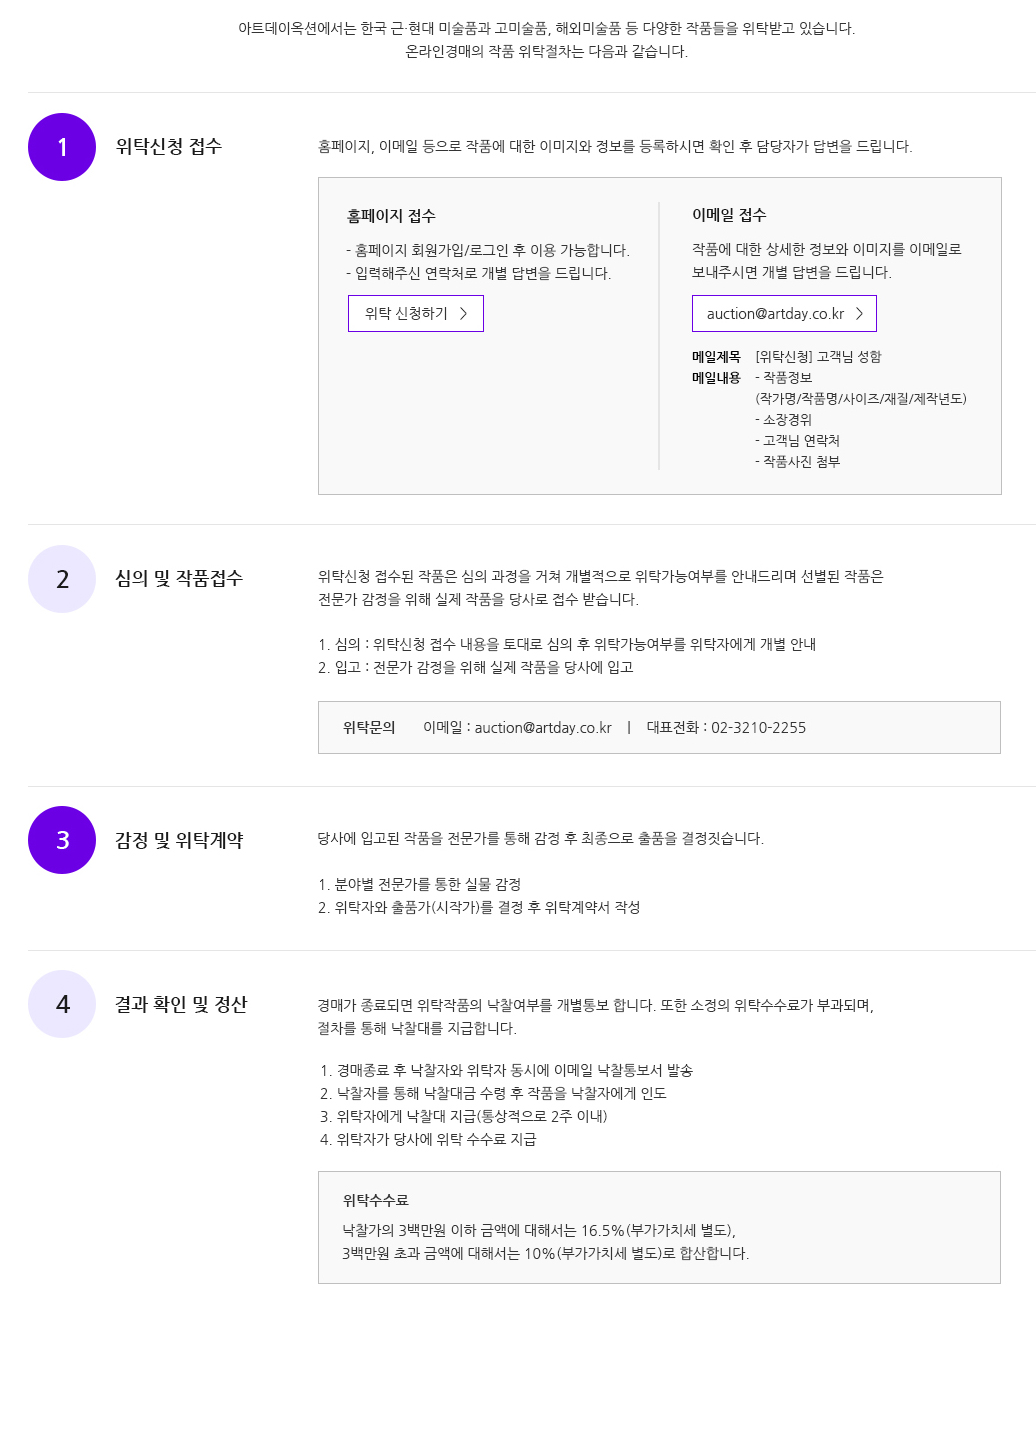 아트데이옥션에서는 한국 근·현대 미술품과 고미술품, 해외미술품 등 다양한 작품들을 위탁받고 있습니다.
온라인경매의 작품 위탁절차는 다음과 같습니다.
1
위탁신청 접수
홈페이지, 이메일 등으로 작품에 대한 이미지와 정보를 등록하시면 확인 후 담당자가 답변을 드립니다.
홈페이지 접수
- 홈페이지 회원가입/로그인 후 이용 가능합니다.
- 입력해주신 연락처로 개별 답변을 드립니다.
위탁 신청하기 >
이메일 접수
작품에 대한 상세한 정보와 이미지를 이메일로
보내주시면 개별 답변을 드립니다.
auction@artday.co.kr >
메일제목 [위탁신청] 고객님 성함
메일내용 - 작품정보
(작가명/작품명/사이즈/재질/제작년도)
- 소장경위
- 고객님 연락처
- 작품사진 첨부
2
심의 및 작품접수
위탁신청 접수된 작품은 심의 과정을 거쳐 개별적으로 위탁가능여부를 안내드리며 선별된 작품은
전문가 감정을 위해 실제 작품을 당사로 접수 받습니다.
1. 심의 : 위탁신청 접수 내용을 토대로 심의 후 위탁가능여부를 위탁자에게 개별 안내
2. 입고 : 전문가 감정을 위해 실제 작품을 당사에 입고
위탁문의 이메일 : auction@artday.co.kr | 대표전화 : 02-3210-2255
3
감정 및 위탁계약
당사에 입고된 작품을 전문가를 통해 감정 후 최종으로 출품을 결정짓습니다.
1. 분야별 전문가를 통한 실물 감정
2. 위탁자와 출품가(시작가)를 결정 후 위탁계약서 작성
4
결과 확인 및 정산
경매가 종료되면 위탁작품의 낙찰여부를 개별통보 합니다. 또한 소정의 위탁수수료가 부과되며,
절차를 통해 낙찰대를 지급합니다.
1. 경매종료 후 낙찰자와 위탁자 동시에 이메일 낙찰통보서 발송
2. 낙찰자를 통해 낙찰대금 수령 후 작품을 낙찰자에게 인도
3. 위탁자에게 낙찰대 지급(통상적으로 2주 이내)
4. 위탁자가 당사에 위탁 수수료 지급
위탁수수료
낙찰가의 3백만원 이하 금액에 대해서는 16.5%(부가가치세 별도),
3백만원 초과 금액에 대해서는 10%(부가가치세 별도)로 합산합니다.